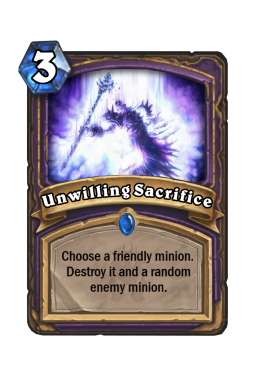 3
Unwilling Sacrifice
Choose a friendly minion.
Destroy it and a random
enemy minion.